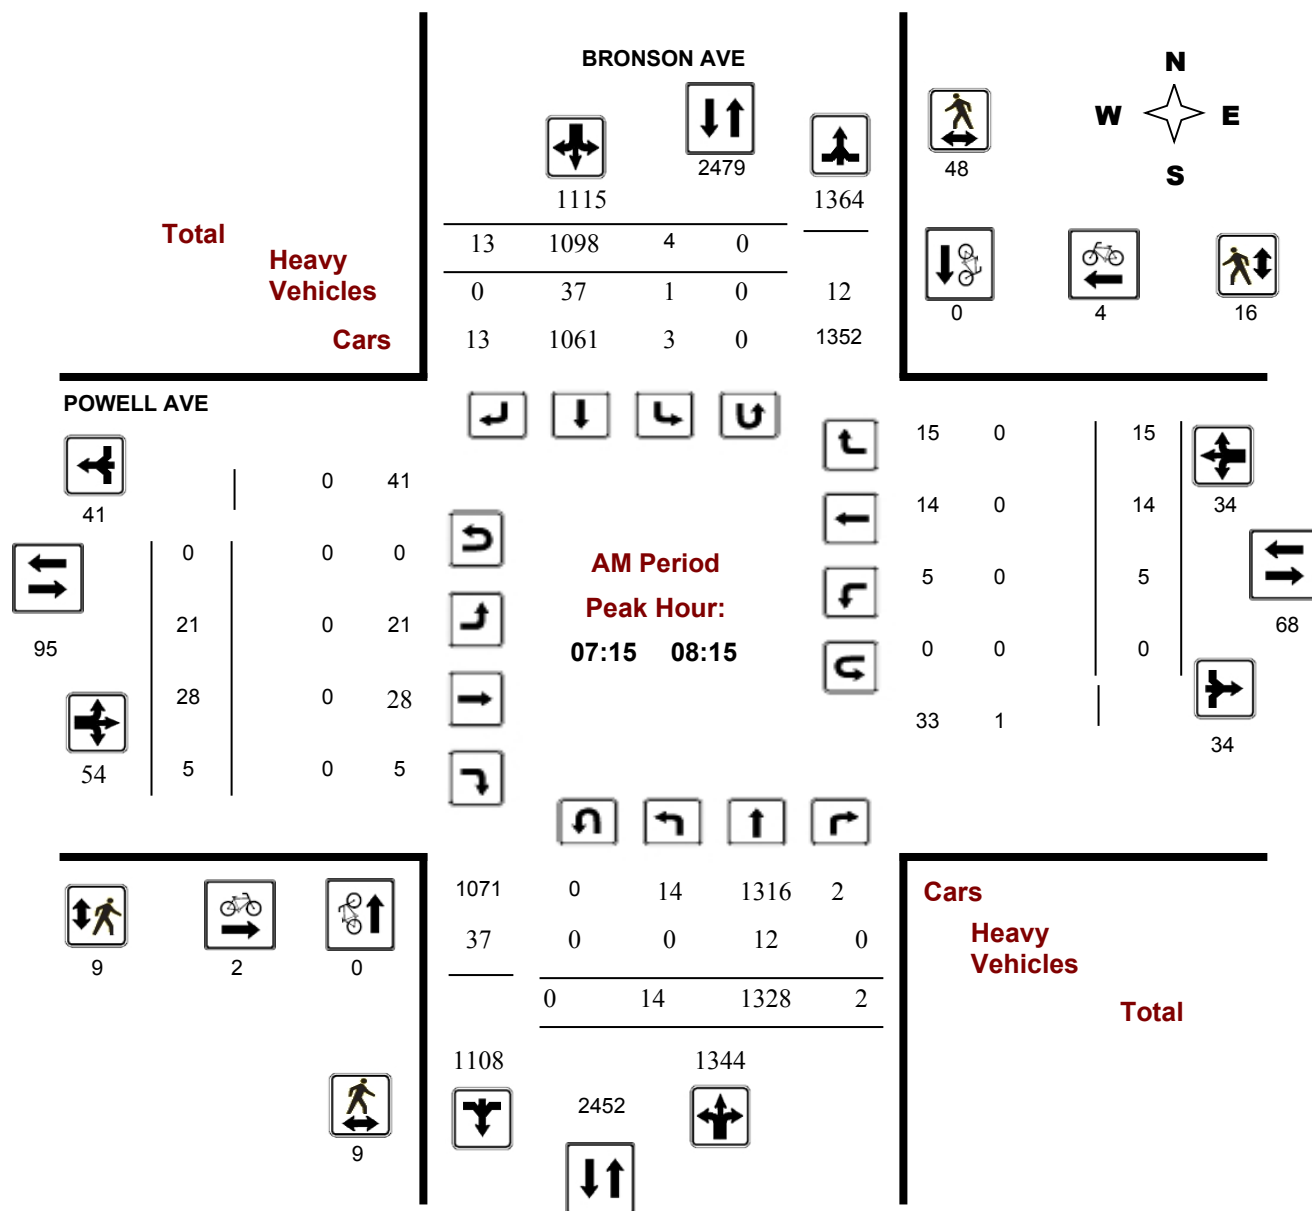 BRONSON AVE
N
W E
S
2479
48
1115 1364
Total
13 1098 4 0
Heavy
Vehicles
0 37 1 0 12
0 4 16
Cars
13 1061 3 0 1352
POWELL AVE
15 0 15
0 41
41
34
14 0 14
0 0 0
AM Period
5 0 5
Peak Hour:
21 0 21
68
95
07:15 08:15
0 0 0
28 0 28
33 1
34
54 5 0 5
1071 0 14 1316 2
Cars
37 0 0 12 0
Heavy
Vehicles
9 2 0
0 14 1328 2
Total
1108 1344
2452
9